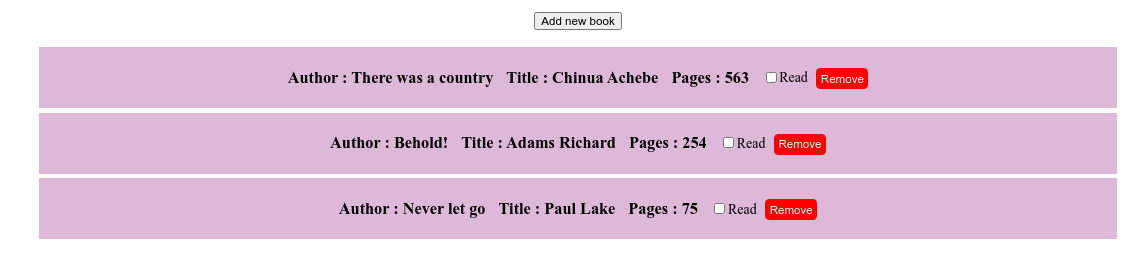 Add new book
Author : There was a country Title : Chinua Achebe Pages : 563 Read Remove
Author : Behold! Title : Adams Richard Pages : 254 Read Remove
Author : Never let go Title : Paul Lake Pages : 75 Read Remove